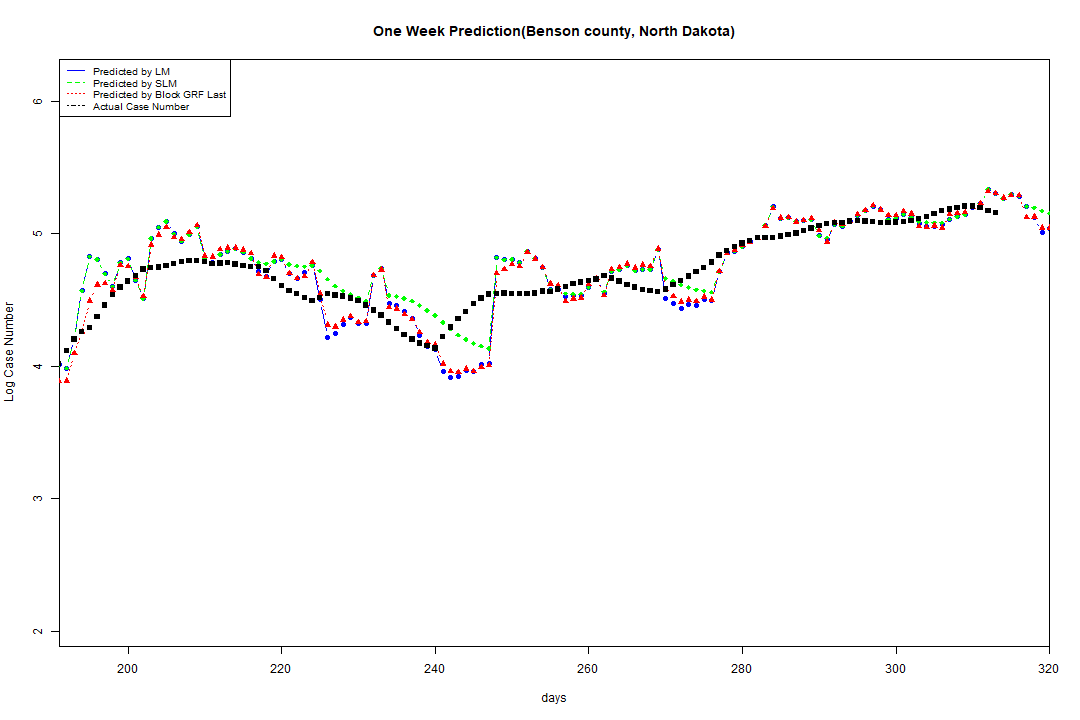 One Week Prediction(Benson county, North Dakota)
Predicted by LM
Predicted by SLM
Predicted by Block GRF Last
Actual Case Number
6
5
4
3
2
Log Case Number
200 220 240 260 280 300 320
days